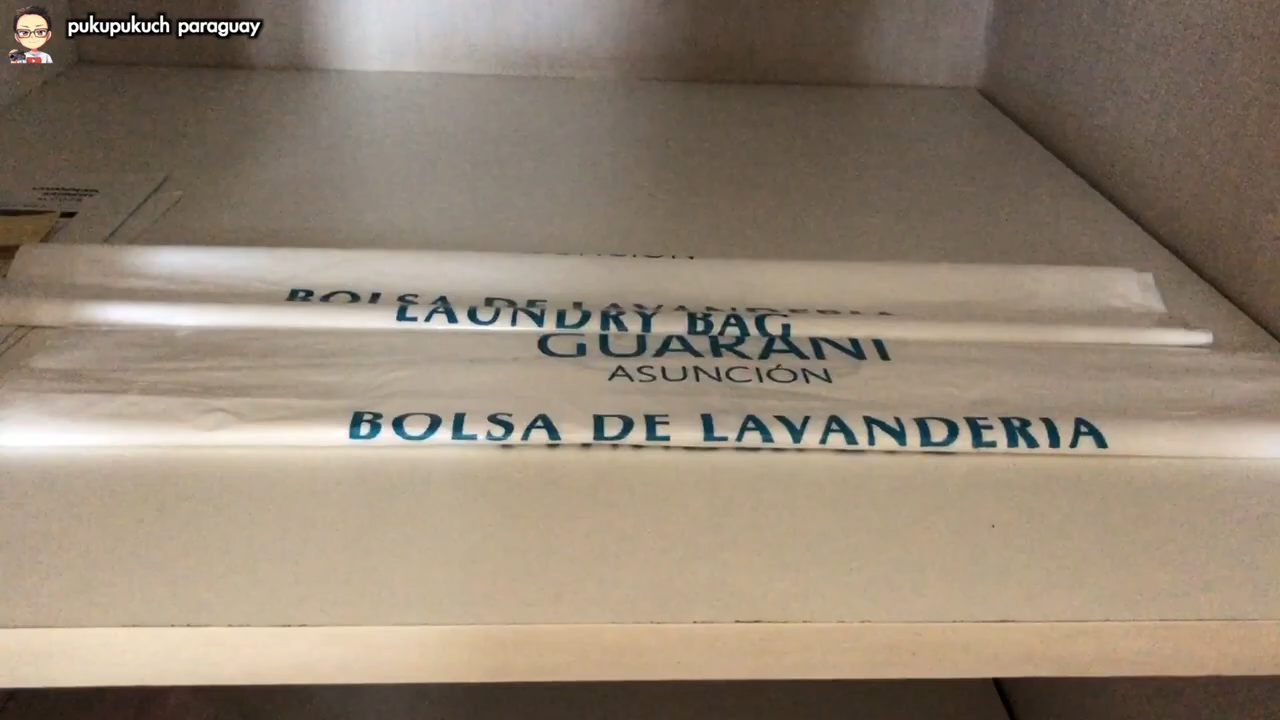 pukupukuch paraguay
BOLSA DE LAVANDERIA
LAUNDRY BAG
GUARANI
ASUNCIÓN
BOLSA DE LAVANDERIA